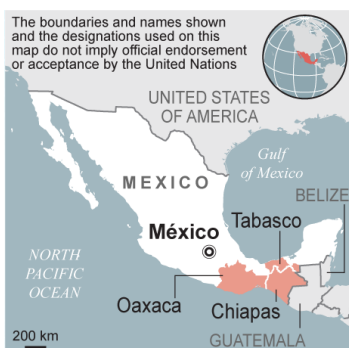 The boundaries and names shown
and the designations used on this
map do not imply official endorsement
or acceptance by the United Nations
UNITED STATES
OF AMERICA
Gulf
of Mexico
MEXICO
BELIZE
Tabasco
México
NORTH
PACIFIC
OCEAN
Oaxaca
Chiapas
200 km
GUATEMALA